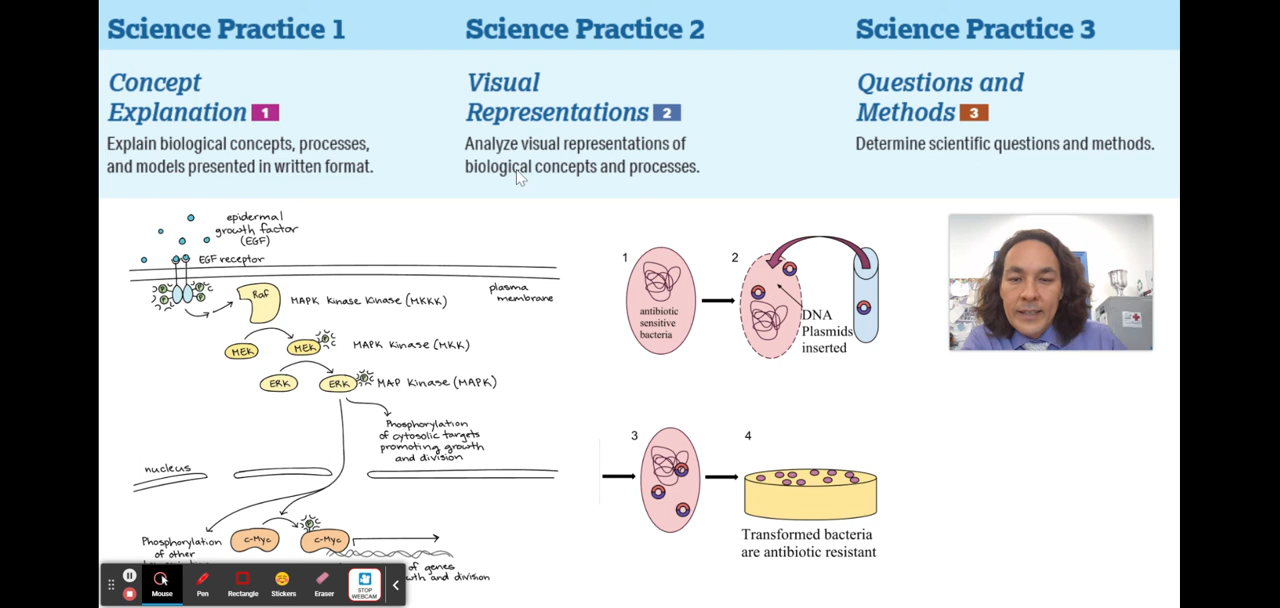 Science Practice 1
Science Practice 2
Science Practice 3
Concept
Explanation 1
Visual
Representations 2
Questions and
Methods 3
Explain biological concepts, processes,
and models presented in written format.
Analyze visual representations of
biological concepts and processes.
Determine scientific questions and methods.
epidermal
growth factor
(EGF)
EGF receptor
plasma
membrane
P
P
P
P
Raf
MAPK Kinase Kinase (MKKK)
MEK
MEK
P
MAPK Kinase (MKK)
ERK
ERK
P
MAP Kinase (MAPK)
Phosphorylation
of cytosolic targets
promoting growth
and division
nucleus
Phosphorylation
of other
c-Myc
P
c-Myc
of genes
and division
1
antibiotic
sensitive
bacteria
2
DNA
Plasmids
inserted
3
4
Transformed bacteria
are antibiotic resistant
Mouse
Pen
Rectangle
Stickers
Eraser
STOP
WEBCAM